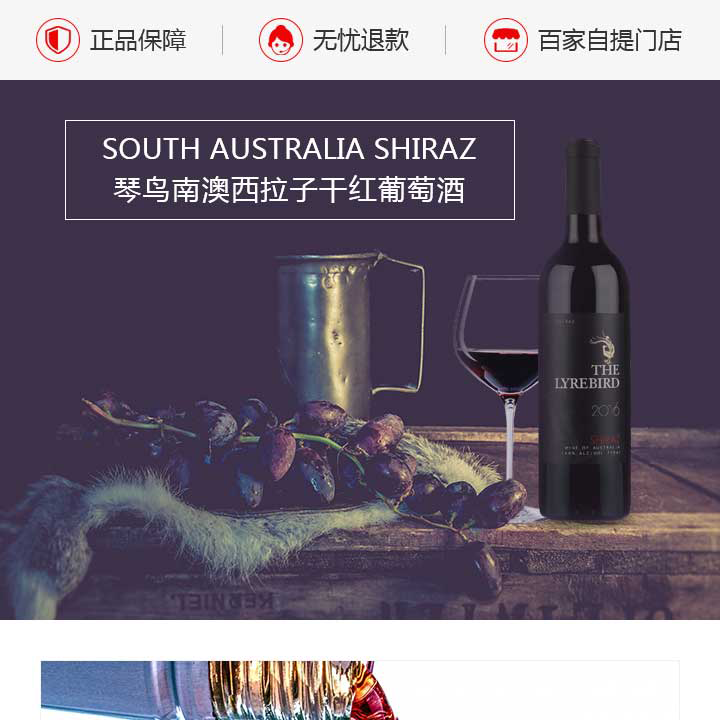 正品保障
无忧退款
百家自提门店
SOUTH AUSTRALIA SHIRAZ
琴鸟南澳西拉子干红葡萄酒
THE
LYREBIRD
2016
SHIRAZ
WINE OF AUSTRALIA